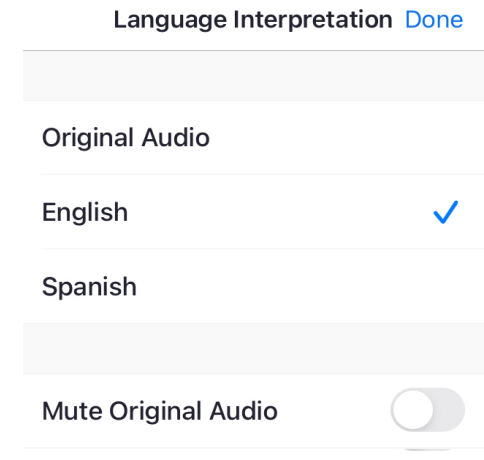 Language Interpretation Done
Original Audio
English
Spanish
Mute Original Audio